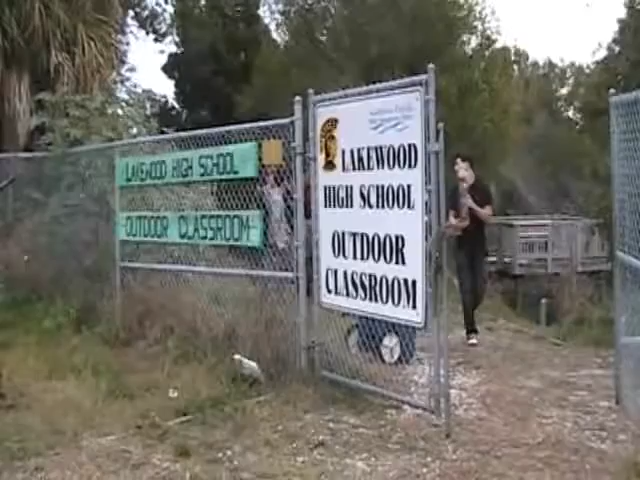 LAKEWOOD HIGH SCHOOL
-OUTDOOR CLASSROOM-
LAKEWOOD
HIGH SCHOOL
OUTDOOR
CLASSROOM